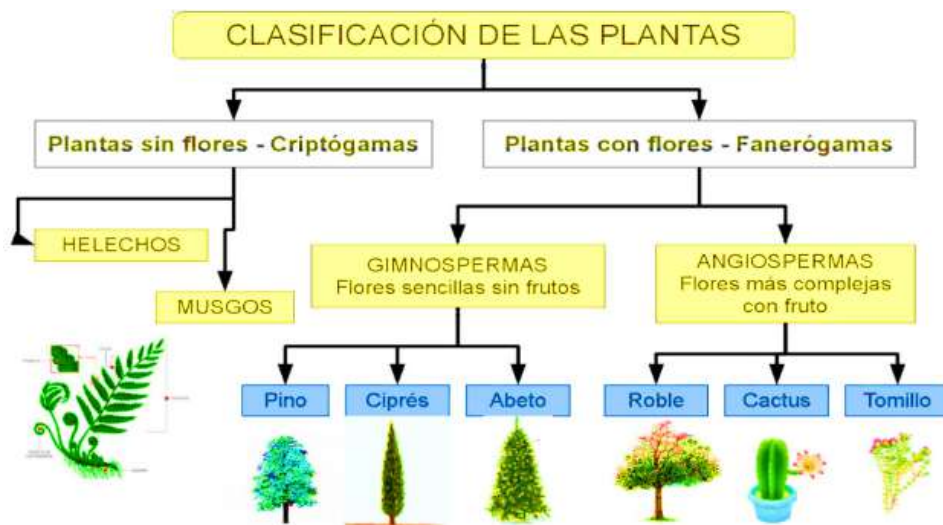 CLASIFICACIÓN DE LAS PLANTAS
Plantas sin flores - Criptógamas
Plantas con flores - Fanerógamas
HELECHOS
MUSGOS
GIMNOSPERMAS
Flores sencillas sin frutos
ANGIOSPERMAS
Flores más complejas
con fruto
Pino
Ciprés
Abeto
Roble
Cactus
Tomillo